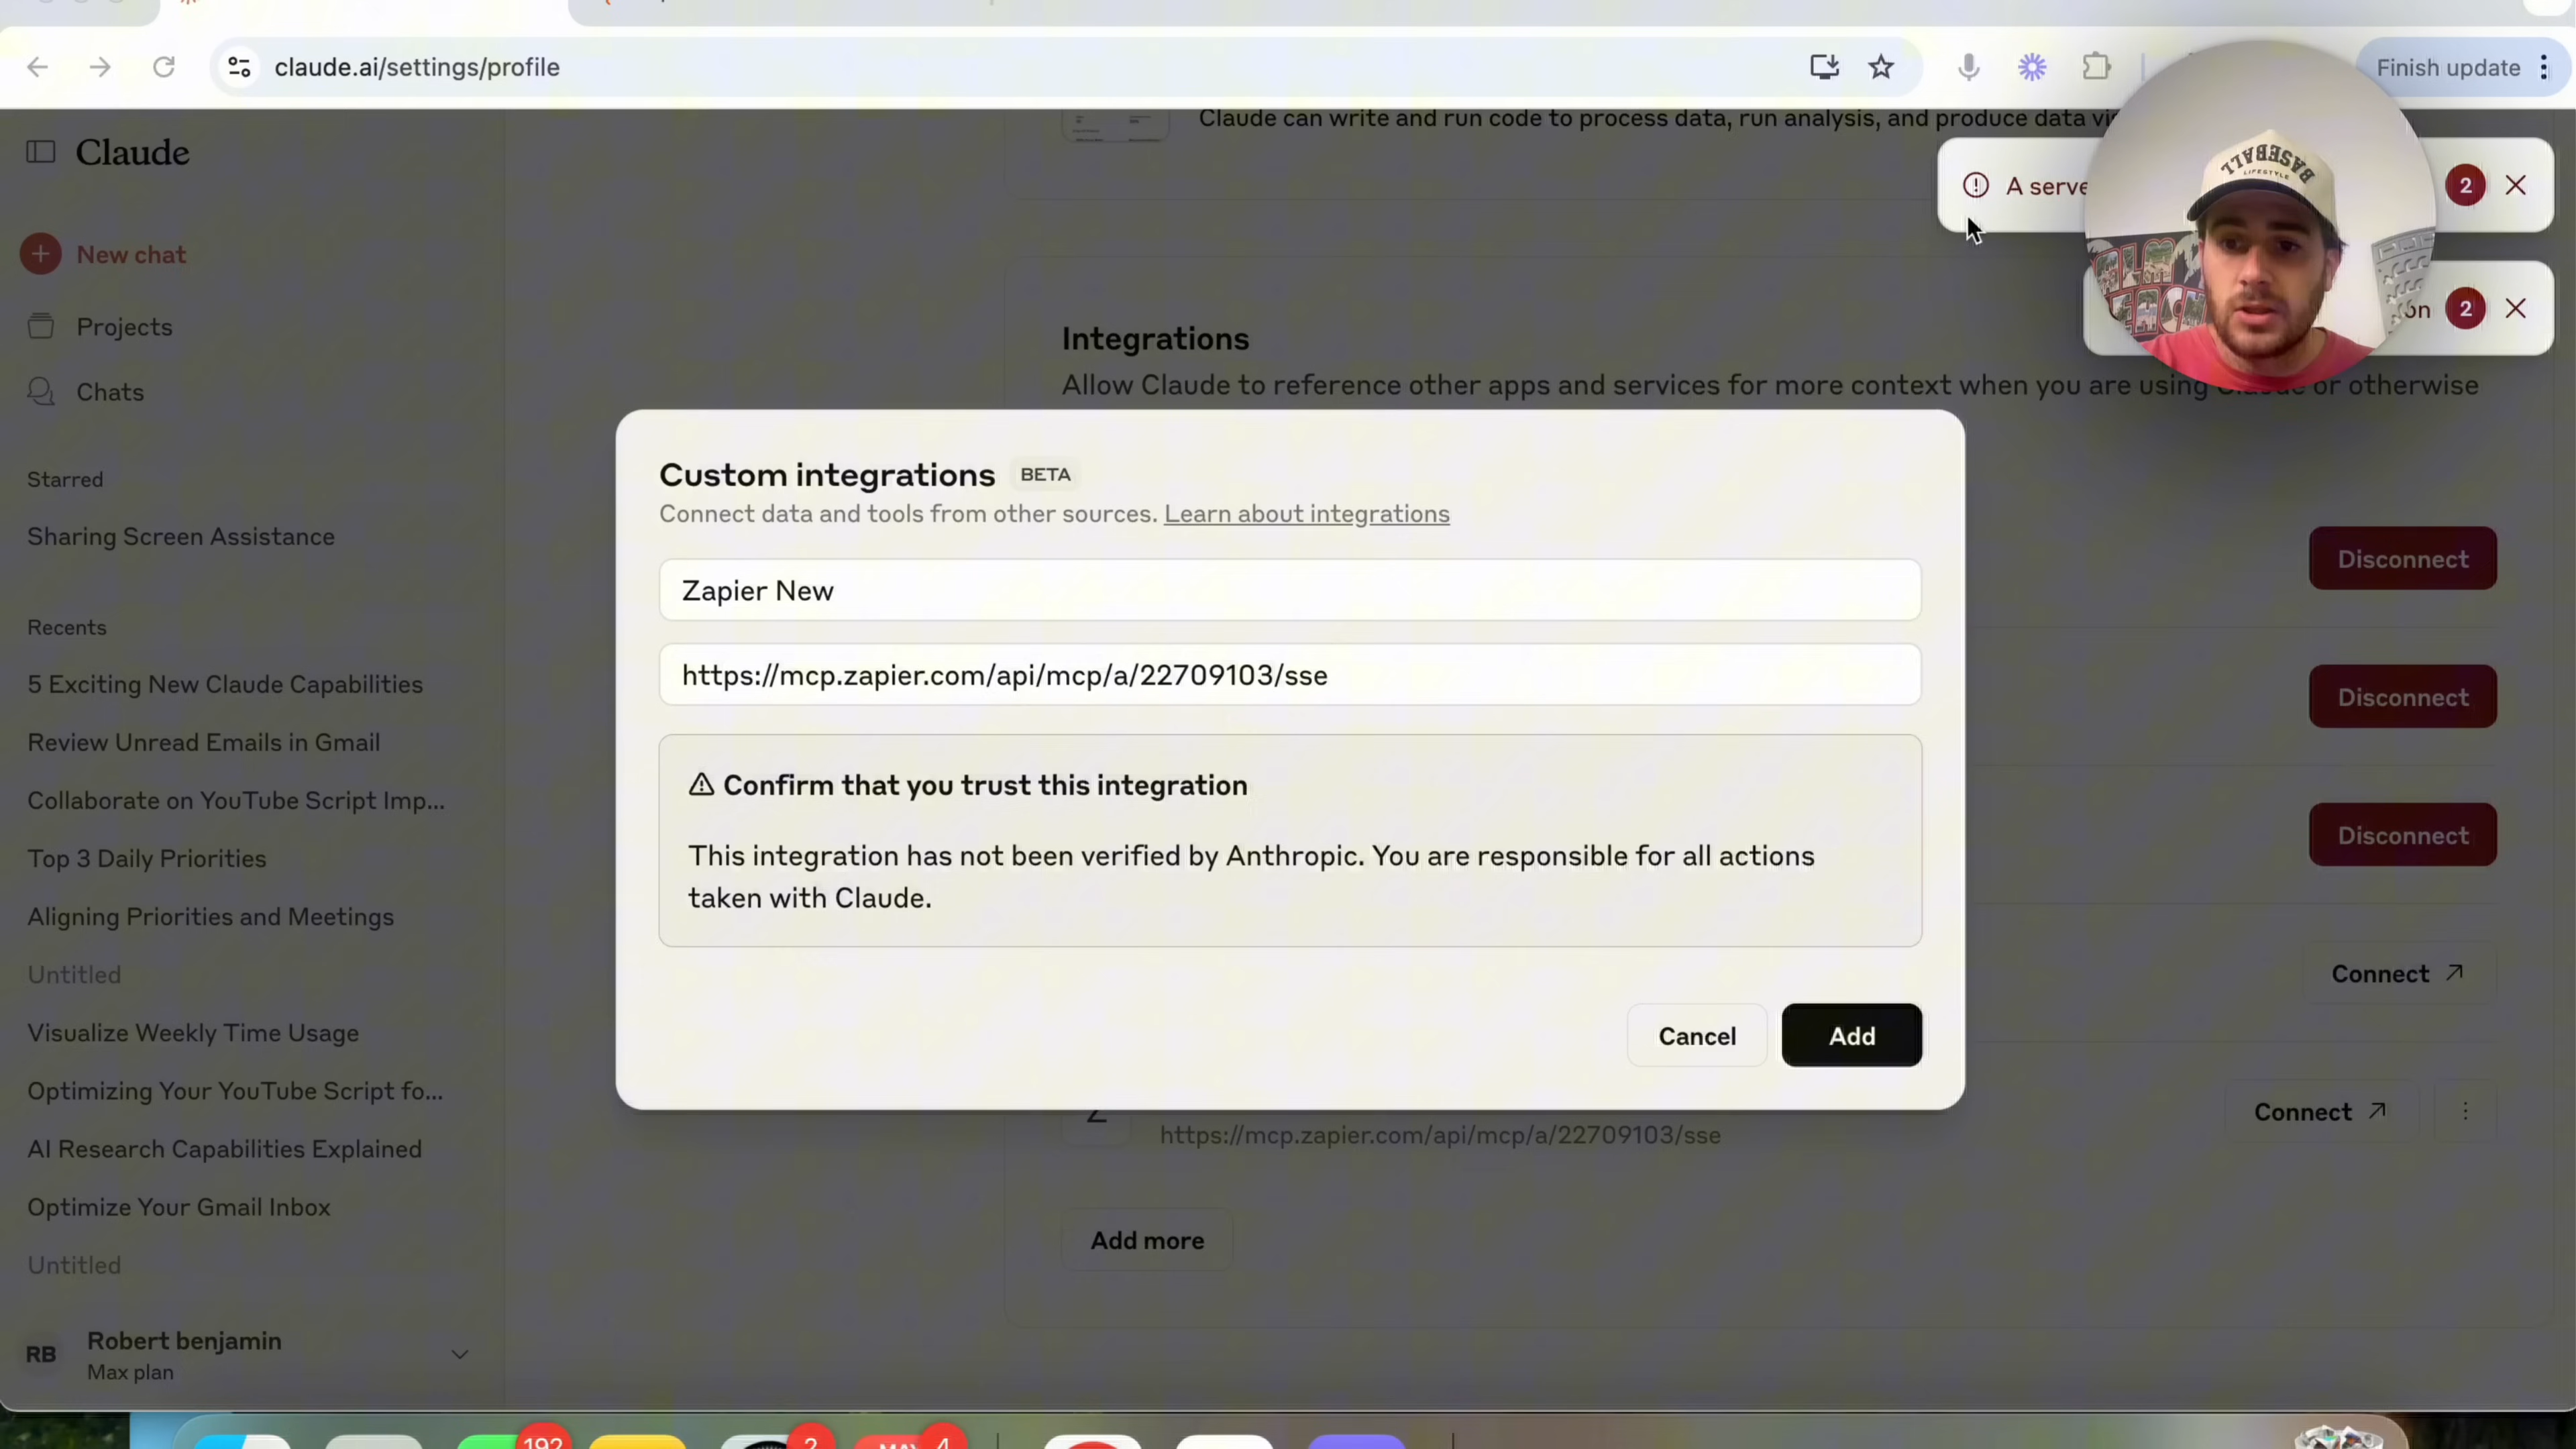 claude.ai/settings/profile
Finish update
Claude
Claude can write and run code to process data, run analysis, and produce data
New chat
A
2
2
BASEBALL
LIFESTYLE
Projects
Chats
Integrations
Allow Claude to reference other apps and services for more context when you are using Claude or otherwise
Starred
Sharing Screen Assistance
Recents
5 Exciting New Claude Capabilities
Review Unread Emails in Gmail
Collaborate on YouTube Script Imp...
Top 3 Daily Priorities
Aligning Priorities and Meetings
Untitled
Visualize Weekly Time Usage
Optimizing Your YouTube Script fo...
AI Research Capabilities Explained
Optimize Your Gmail Inbox
Untitled
RB
Robert benjamin
Max plan
Custom integrations BETA
Connect data and tools from other sources. Learn about integrations
Zapier New
https://mcp.zapier.com/api/mcp/a/22709103/sse
Confirm that you trust this integration
This integration has not been verified by Anthropic. You are responsible for all actions
taken with Claude.
Cancel
Add
Disconnect
Disconnect
Disconnect
Connect
Connect
https://mcp.zapier.com/api/mcp/a/22709103/sse
Add more
192
2
MAY
4